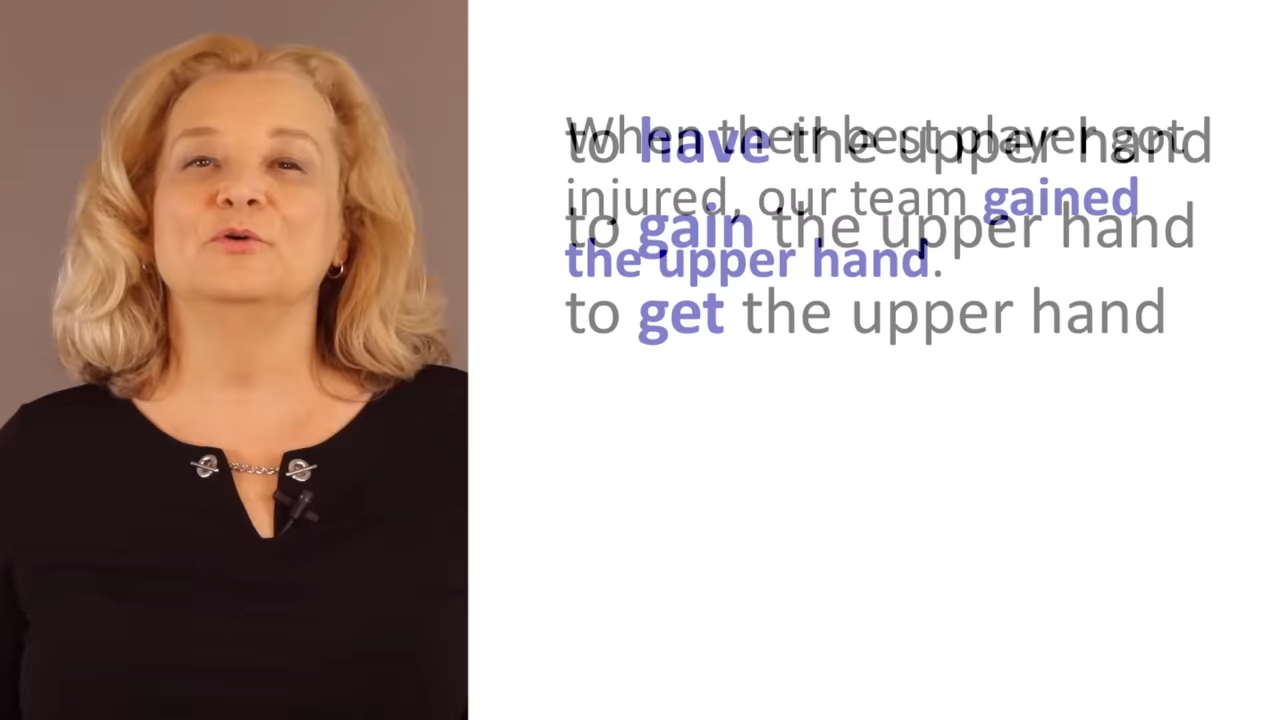 to have the upper hand
When their best player got
injured, our team gained
to gain the upper hand
the upper hand.
to get the upper hand